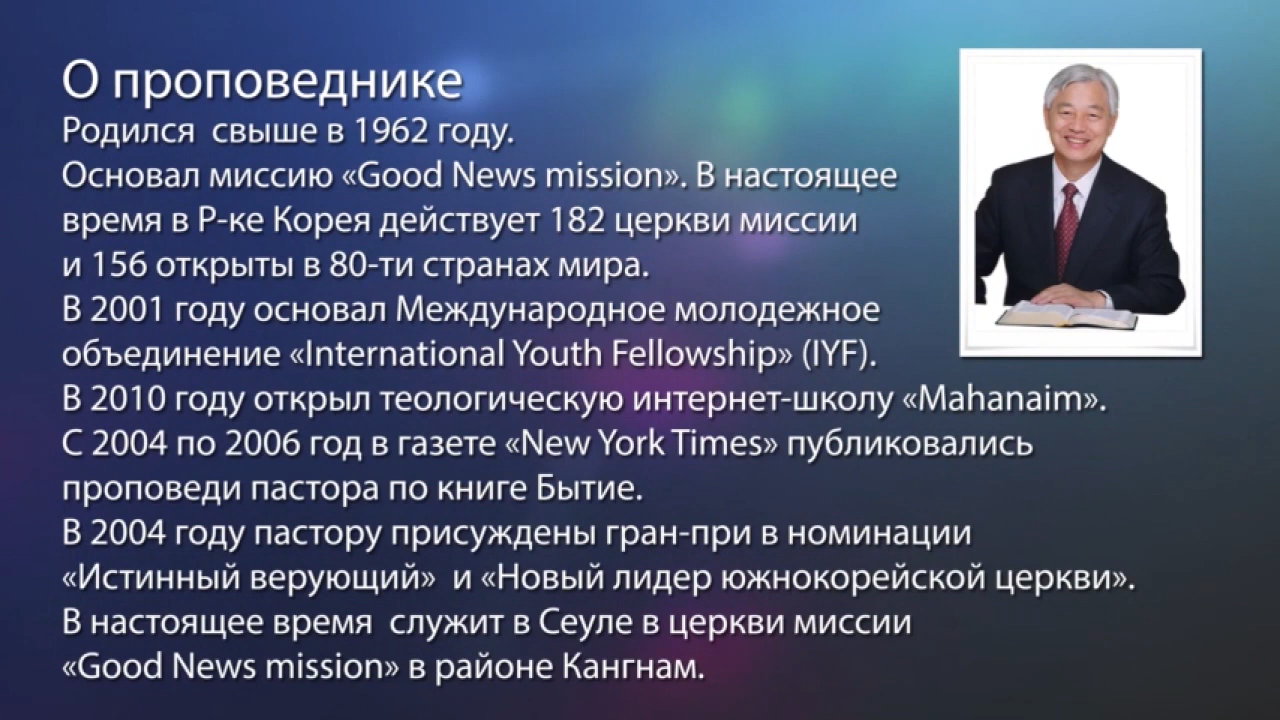 О проповеднике
Родился свыше в 1962 году.
Основал миссию «Good News mission». В настоящее
время в Р-ке Корея действует 182 церкви миссии
и 156 открыты в 80-ти странах мира.
В 2001 году основал Международное молодежное
объединение «International Youth Fellowship» (IYF).
В 2010 году открыл теологическую интернет-школу «Mahanaim».
С 2004 по 2006 год в газете «New York Times» публиковались
проповеди пастора по книге Бытие.
В 2004 году пастору присуждены гран-при в номинации
«Истинный верующий» и «Новый лидер южнокорейской церкви».
В настоящее время служит в Сеуле в церкви миссии
«Good News mission» в районе Кангнам.